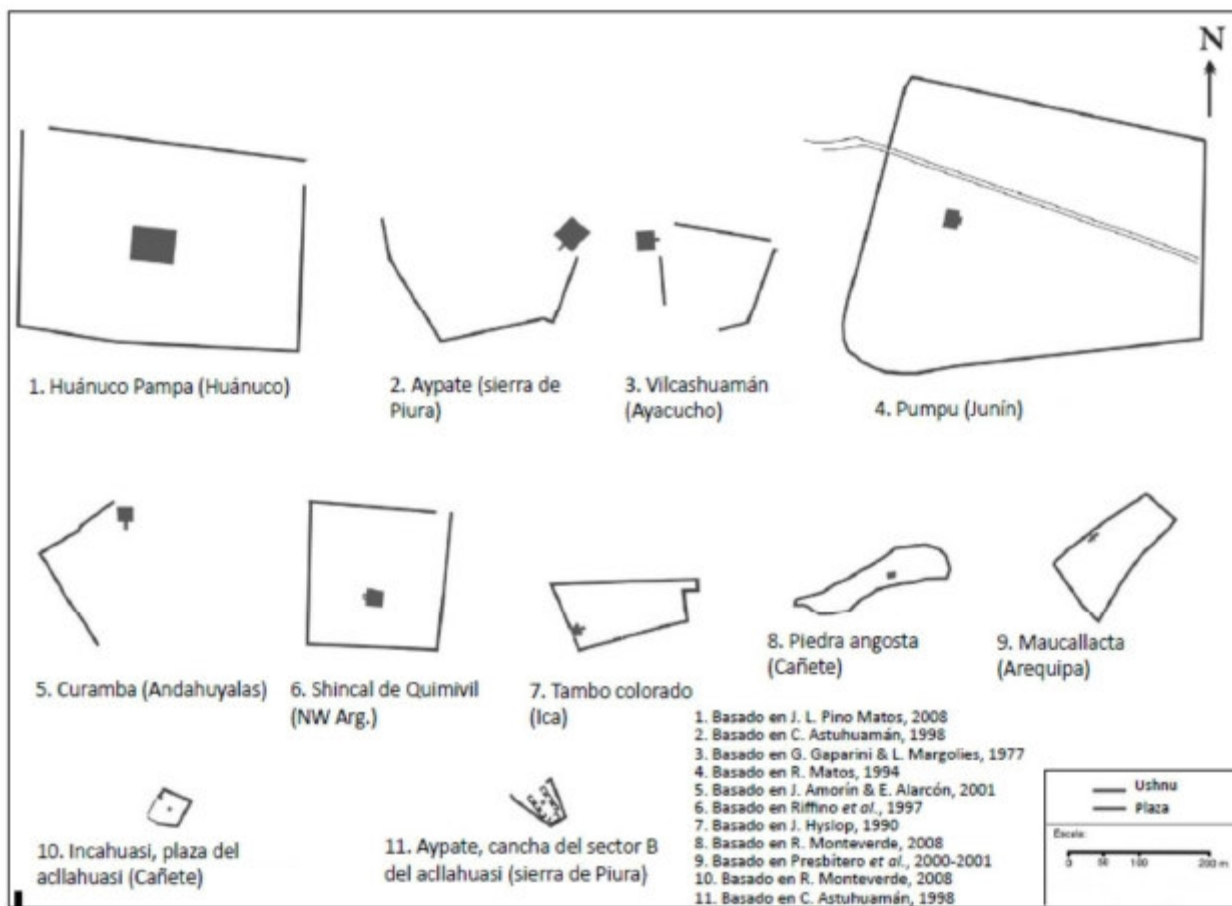 N
1. Huánuco Pampa (Huánuco)
2. Aypate (sierra de
Piura)
3. Vilcashuamán
(Ayacucho)
4. Pumpu (Junín)
5. Curamba (Andahuyalas)
6. Shincal de Quimivil
(NW Arg.)
7. Tambo colorado
(Ica)
8. Piedra angosta
(Cañete)
9. Maucallacta
(Arequipa)
10. Incahuasi, plaza del
acllahuasi (Cañete)
11. Aypate, cancha del sector B
del acllahuasi (sierra de Piura)
1. Basado en J. L. Pino Matos, 2008
2. Basado en C. Astuhuamán, 1998
3. Basado en G. Gaparini & L. Margolies, 1977
4. Basado en R. Matos, 1994
5. Basado en J. Amorín & E. Alarcón, 2001
6. Basado en Riffino et al., 1997
7. Basado en J. Hyslop, 1990
8. Basado en R. Monteverde, 2008
9. Basado en Presbítero et al., 2000-2001
10. Basado en R. Monteverde, 2008
11. Basado en C. Astuhuamán, 1998
Ushnu
Plaza
Escala:
0 50 100 200 m